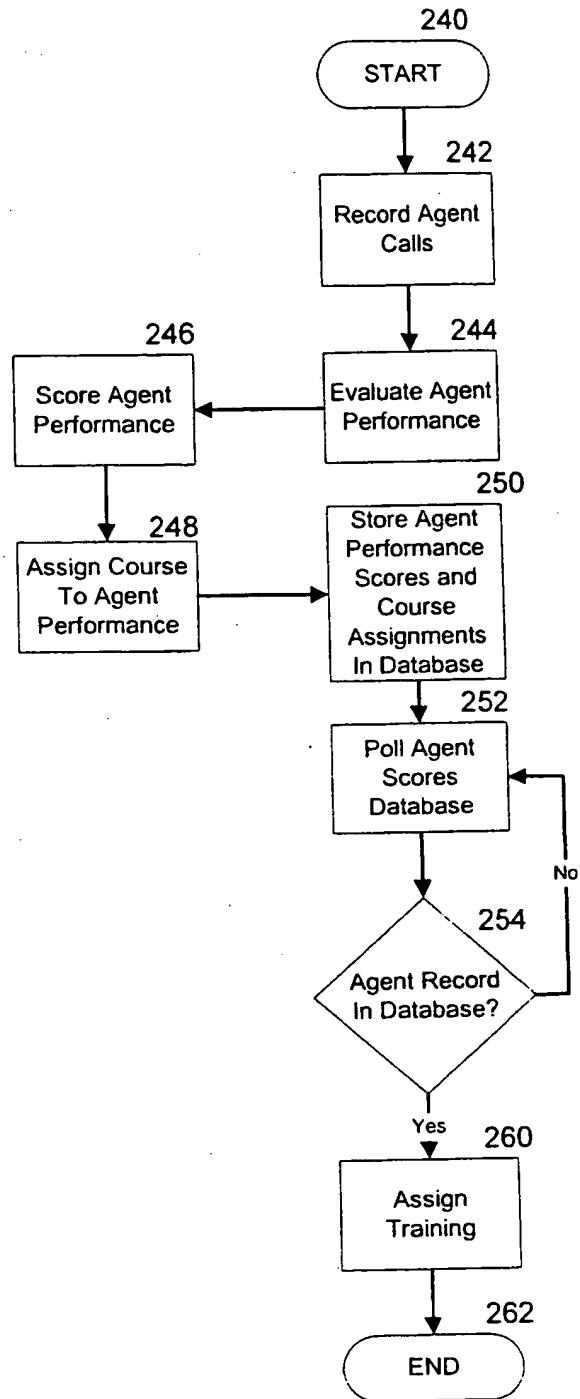 240
START
242
Record Agent
Calls
244
Evaluate Agent
Performance
246
Score Agent
Performance
248
Assign Course
To Agent
Performance
250
Store Agent
Performance
Scores and
Course
Assignments
In Database
252
Poll Agent
Scores
Database
No
254
Agent Record
In Database?
Yes
260
Assign
Training
262
END